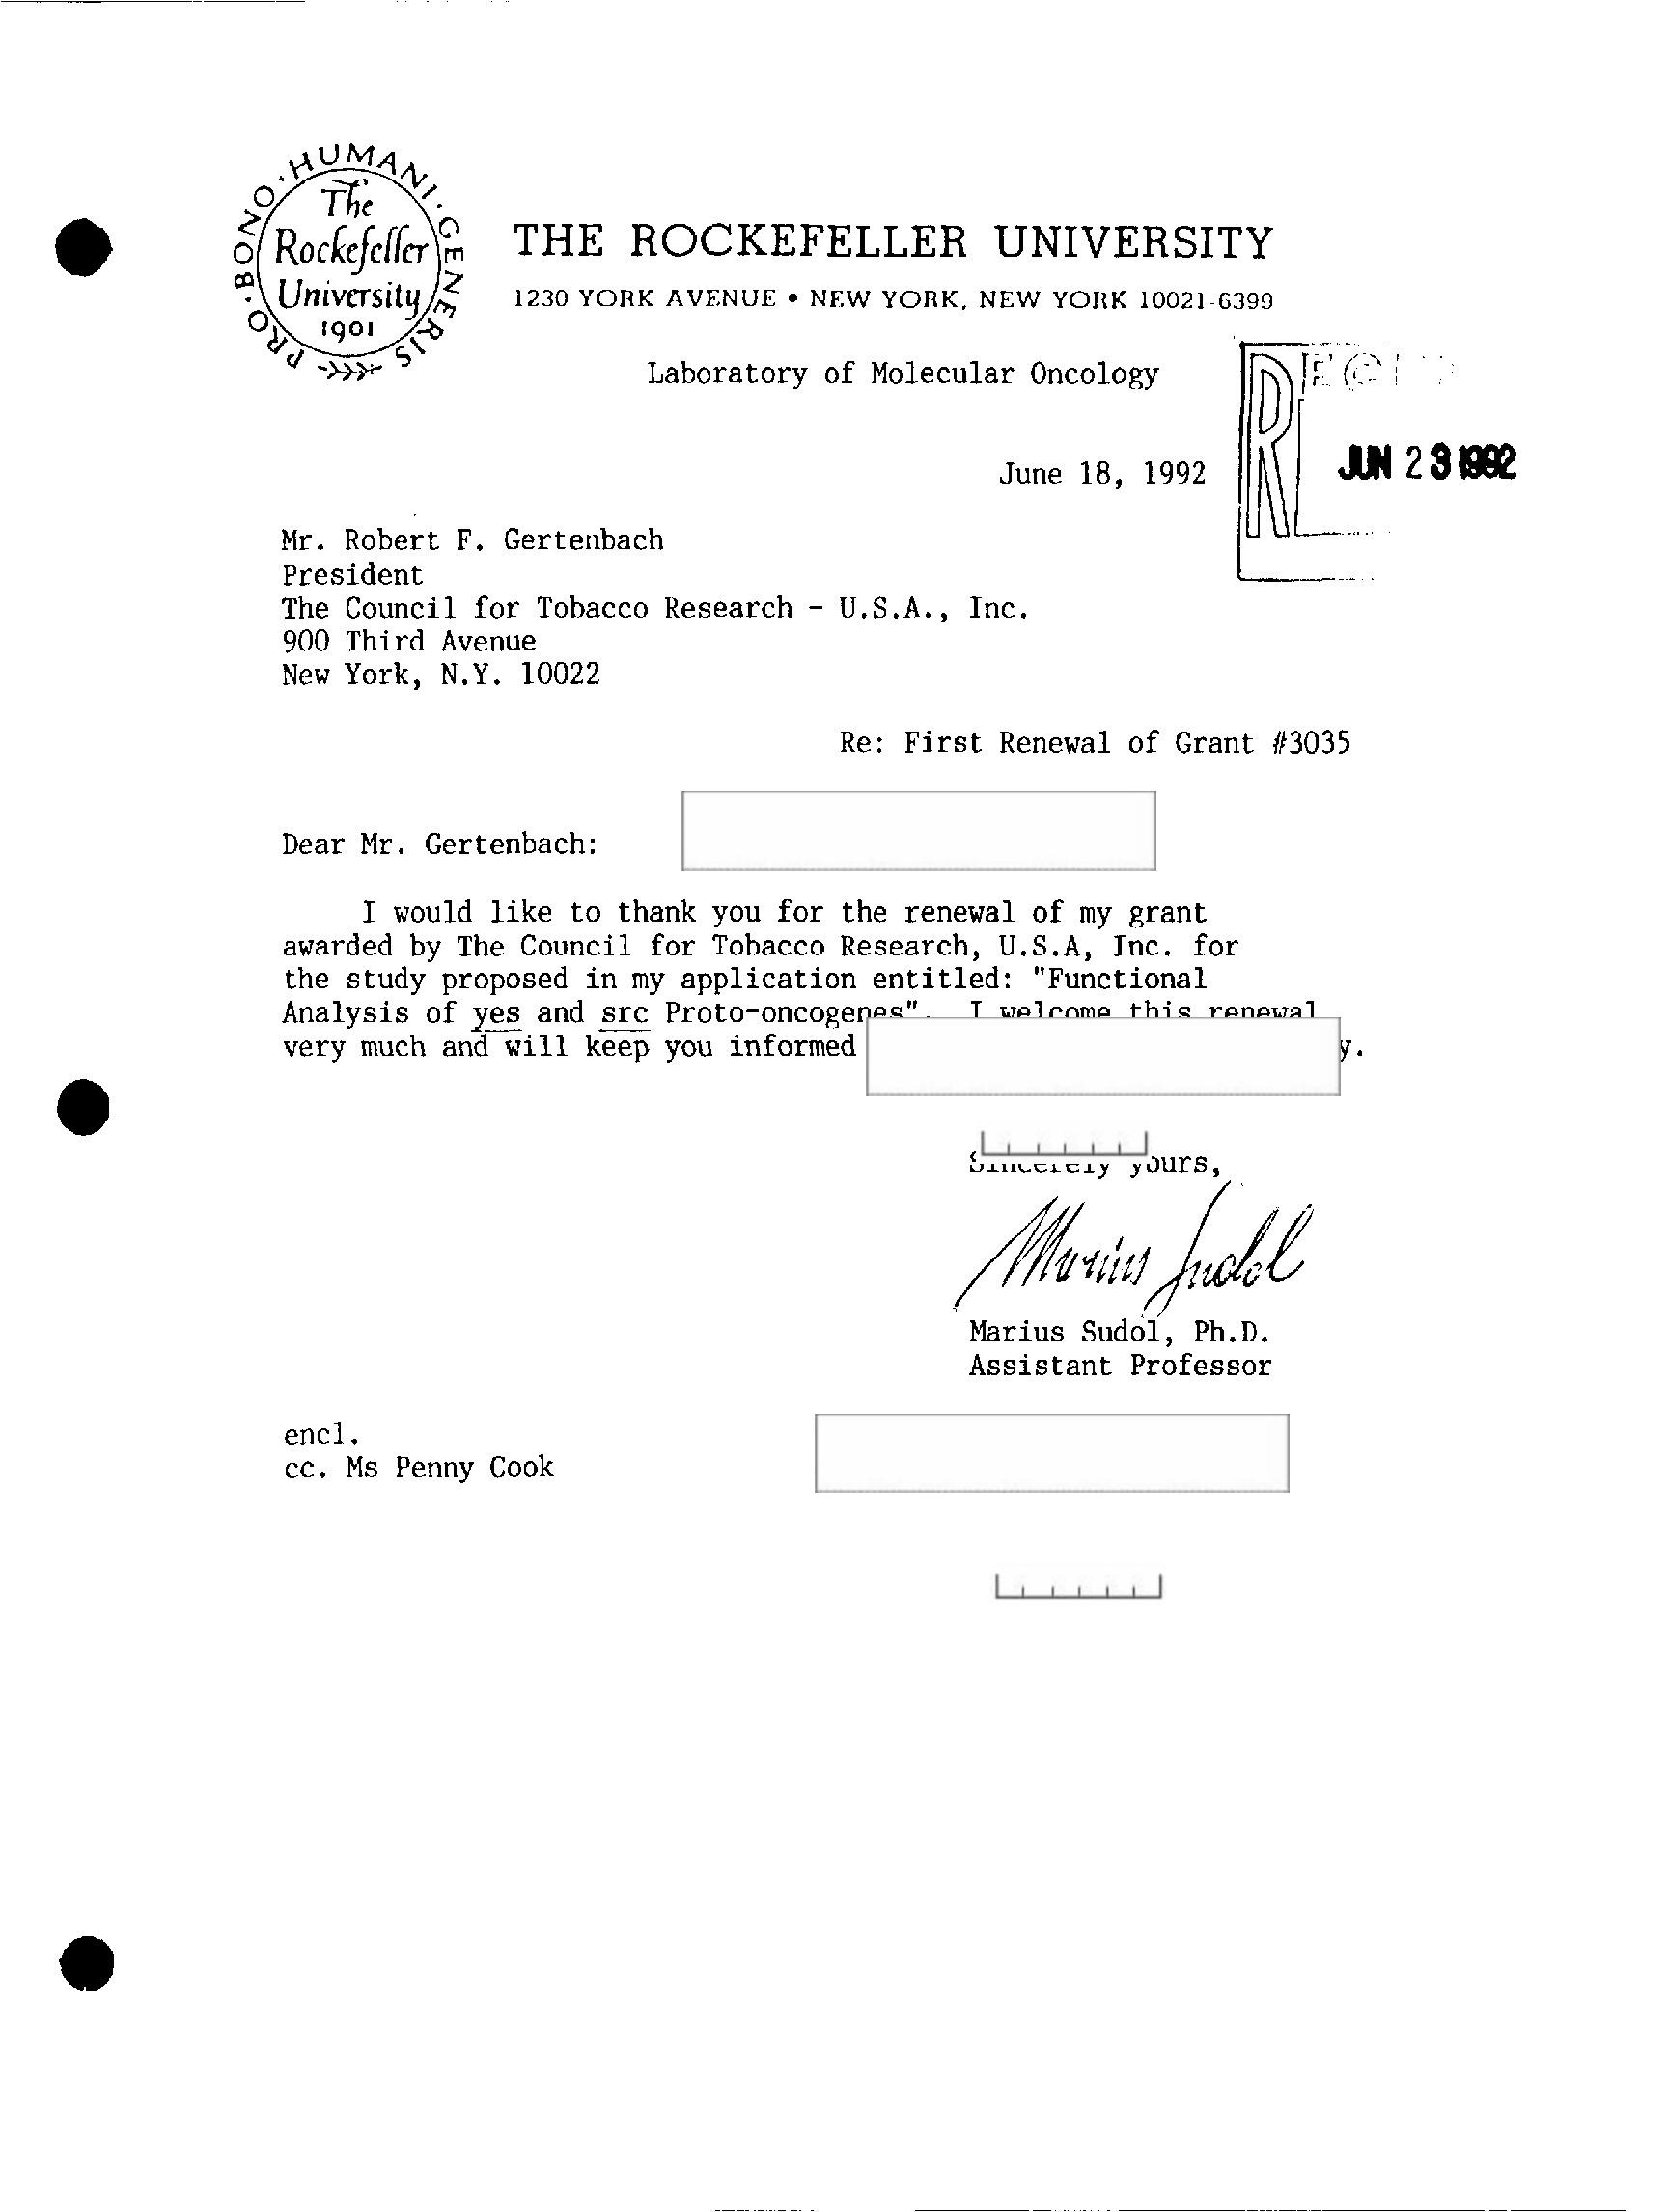 PRO·BONO·HUMANI·GENERIS
The
Rockefeller
University
1901
THE ROCKEFELLER UNIVERSITY
1230 YORK AVENUE • NEW YORK, NEW YORK 10021-6399
Laboratory of Molecular Oncology
JUN 23 1992
June 18, 1992
Mr. Robert F. Gertenbach
President
The Council for Tobacco Research - U.S.A., Inc.
900 Third Avenue
New York, N.Y. 10022
Re: First Renewal of Grant #3035
Dear Mr. Gertenbach:
I would like to thank you for the renewal of my grant
awarded by The Council for Tobacco Research, U.S.A, Inc. for
the study proposed in my application entitled: "Functional
Analysis of yes and src Proto-oncogenes". I welcome this renewal
very much and will keep you informed
Sincerely yours,
Marius Sudol
Marius Sudol, Ph.D.
Assistant Professor
encl.
cc. Ms Penny Cook